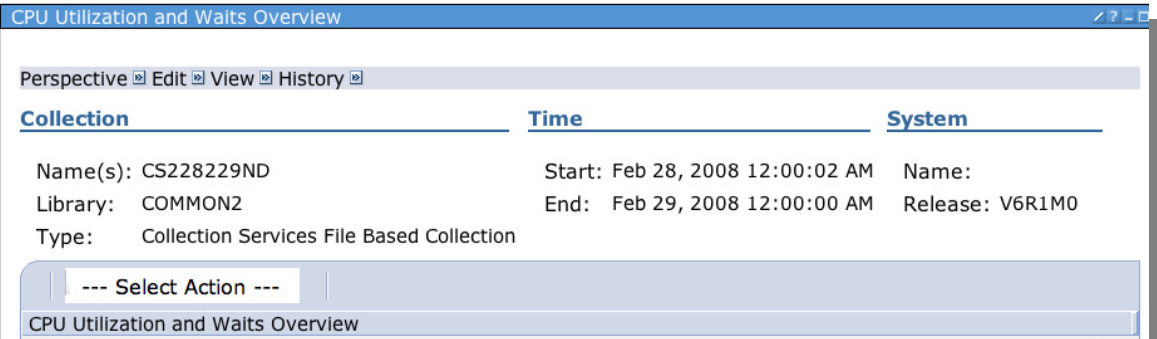 CPU Utilization and Waits Overview
Perspective Edit View History
Collection Time System
Name(s): CS228229ND Start: Feb 28, 2008 12:00:02 AM Name:
Library: COMMON2 End: Feb 29, 2008 12:00:00 AM Release: V6R1M0
Type: Collection Services File Based Collection
--- Select Action ---
CPU Utilization and Waits Overview